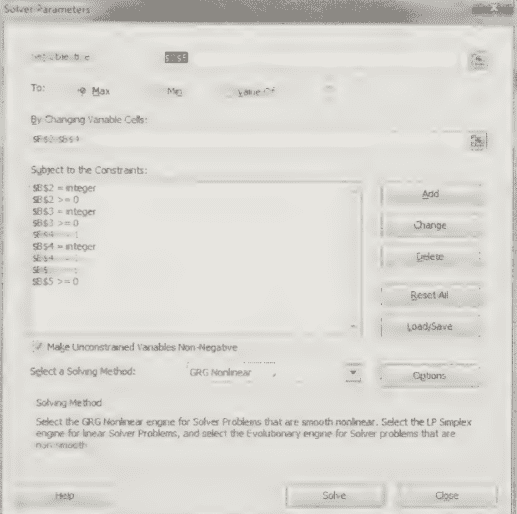 Solver Parameters
To: Max Value Of
By Changing Variable Cells:
Subject to the Constraints:
$B$2 = integer
$B$2 >= 0
$B$3 = integer
$B$3 >= 0
$B$4 = integer
$B$5 >= 0
Add
Change
Delete
Reset All
Load/Save
Make Unconstrained Variables Non-Negative
Select a Solving Method: GRG Nonlinear
Options
Solving Method
Select the GRG Nonlinear engine for Solver Problems that are smooth nonlinear. Select the LP Simplex
engine for linear Solver Problems, and select the Evolutionary engine for Solver problems that are
non-smooth
Help Solve Close